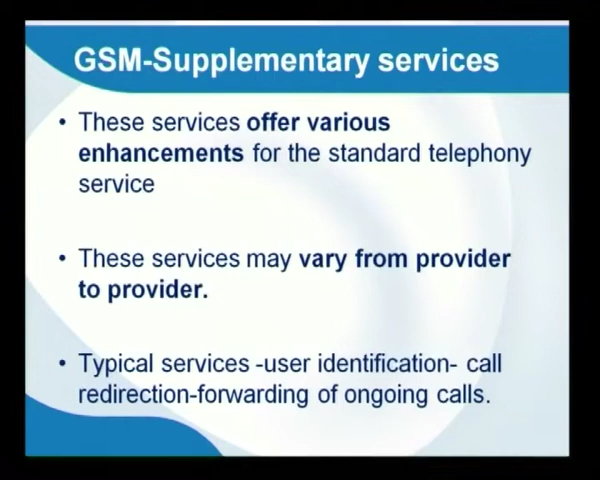 GSM-Supplementary services
• These services offer various
enhancements for the standard telephony
service
• These services may vary from provider
to provider.
• Typical services -user identification- call
redirection-forwarding of ongoing calls.